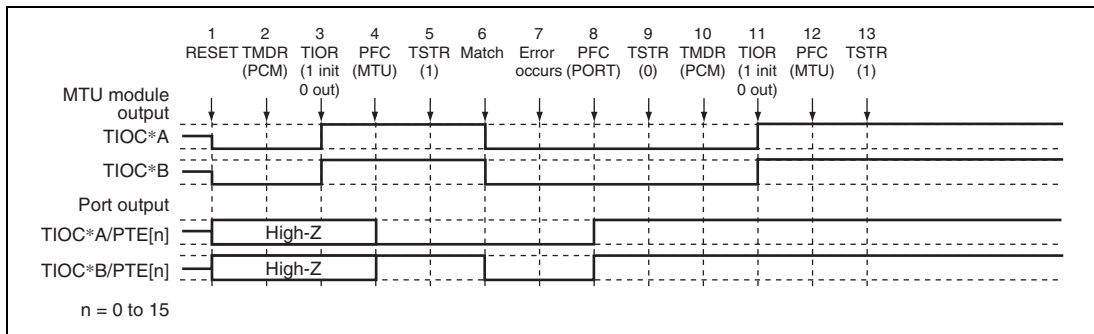 1 2 3 4 5 6 7 8 9 10 11 12 13
RESET TMDR TIOR PFC TSTR Match Error PFC TSTR TMDR TIOR PFC TSTR
(PCM) (1 init (MTU) (1) occurs (PORT) (0) (PCM) (1 init (MTU) (1)
0 out) 0 out)
MTU module
output
TIOC*A
TIOC*B
Port output
TIOC*A/PTE[n] High-Z
TIOC*B/PTE[n] High-Z
n = 0 to 15